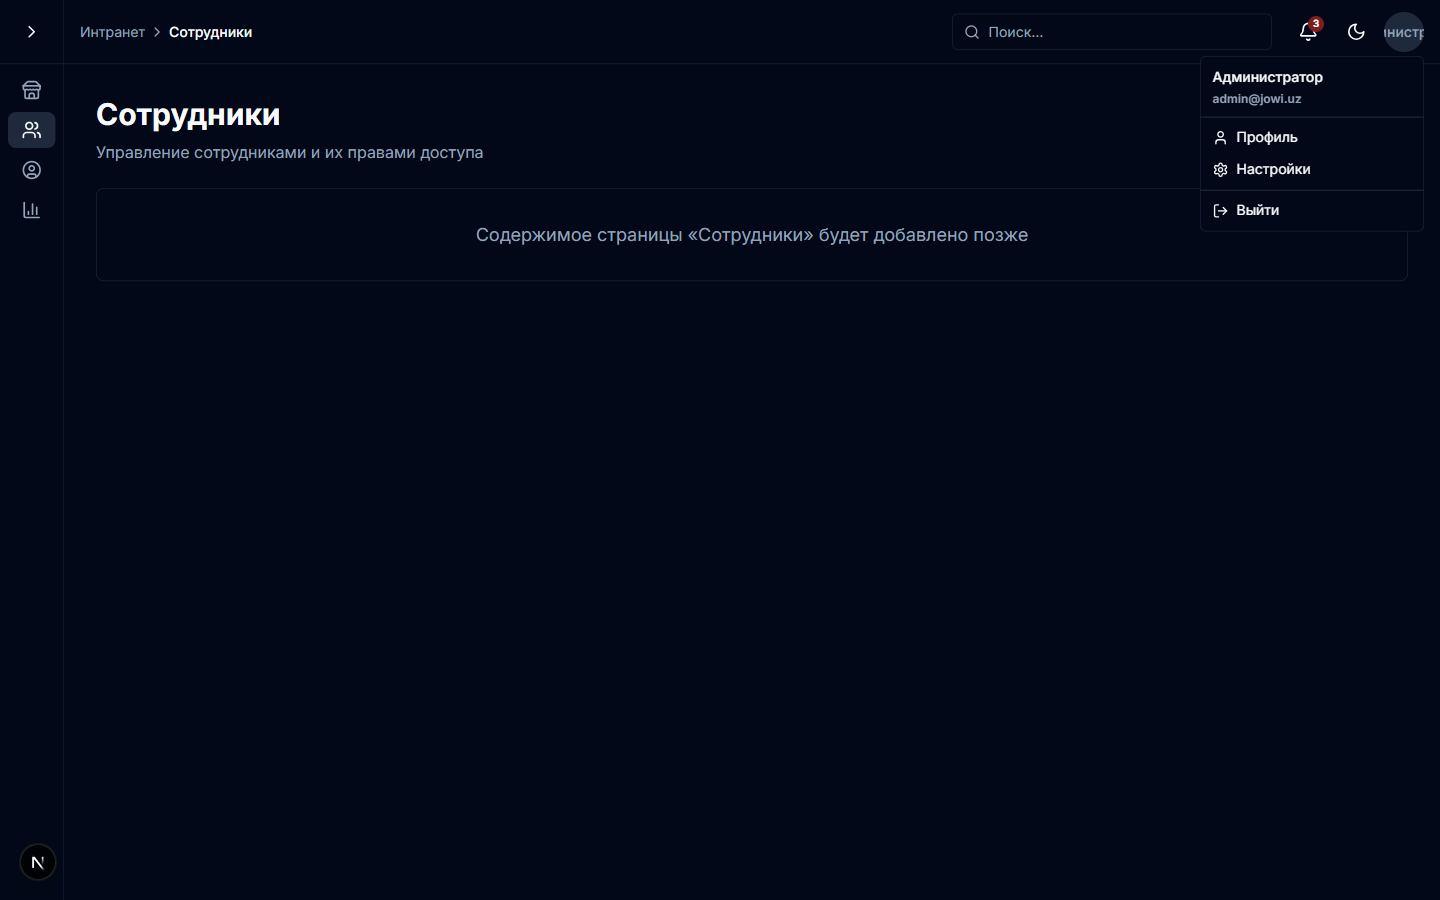 Интранет
Сотрудники
Поиск...
3
Администратор
admin@jowi.uz
Профиль
Настройки
Выйти
Сотрудники
Управление сотрудниками и их правами доступа
Содержимое страницы «Сотрудники» будет добавлено позже
N